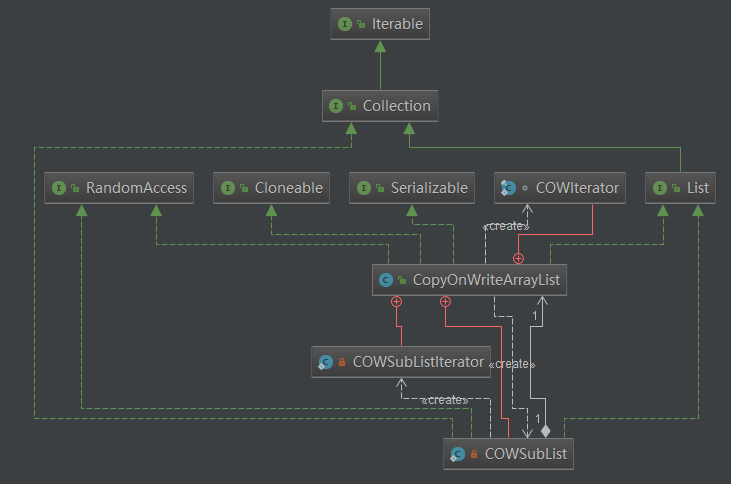 Iterable
Collection
RandomAccess
Cloneable
Serializable
COWIterator
List
«create»
CopyOnWriteArrayList
1
COWSubListIterator
«create»
«create»
1
COWSubList